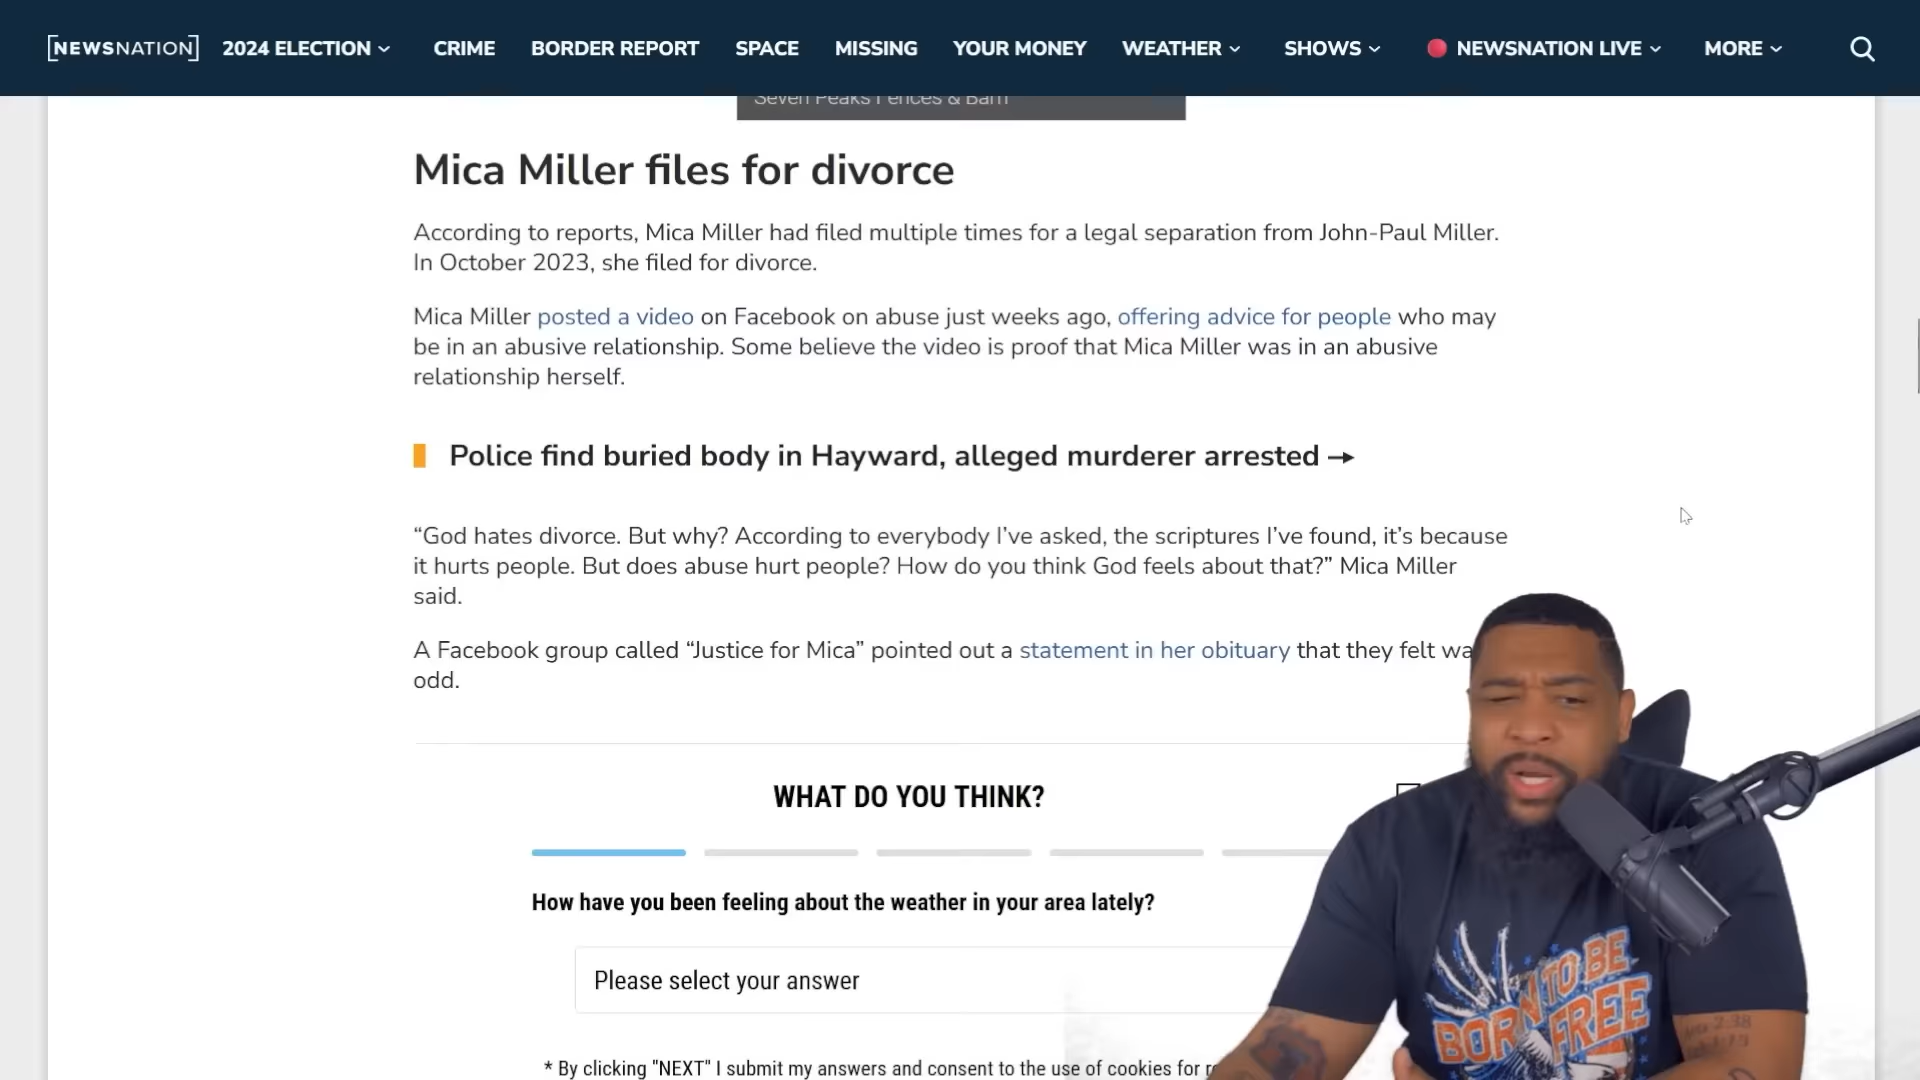 [NEWSNATION]
2024 ELECTION
CRIME
BORDER REPORT
SPACE
MISSING
YOUR MONEY
WEATHER
SHOWS
NEWSNATION LIVE
MORE
Seven Peaks Fences & Barn
Mica Miller files for divorce
According to reports, Mica Miller had filed multiple times for a legal separation from John-Paul Miller.
In October 2023, she filed for divorce.
Mica Miller posted a video on Facebook on abuse just weeks ago, offering advice for people who may
be in an abusive relationship. Some believe the video is proof that Mica Miller was in an abusive
relationship herself.
Police find buried body in Hayward, alleged murderer arrested →
“God hates divorce. But why? According to everybody I’ve asked, the scriptures I’ve found, it’s because
it hurts people. But does abuse hurt people? How do you think God feels about that?” Mica Miller
said.
A Facebook group called “Justice for Mica” pointed out a statement in her obituary that they felt wa
odd.
WHAT DO YOU THINK?
How have you been feeling about the weather in your area lately?
Please select your answer
* By clicking "NEXT" I submit my answers and consent to the use of cookies for
BORN TO BE
FREE